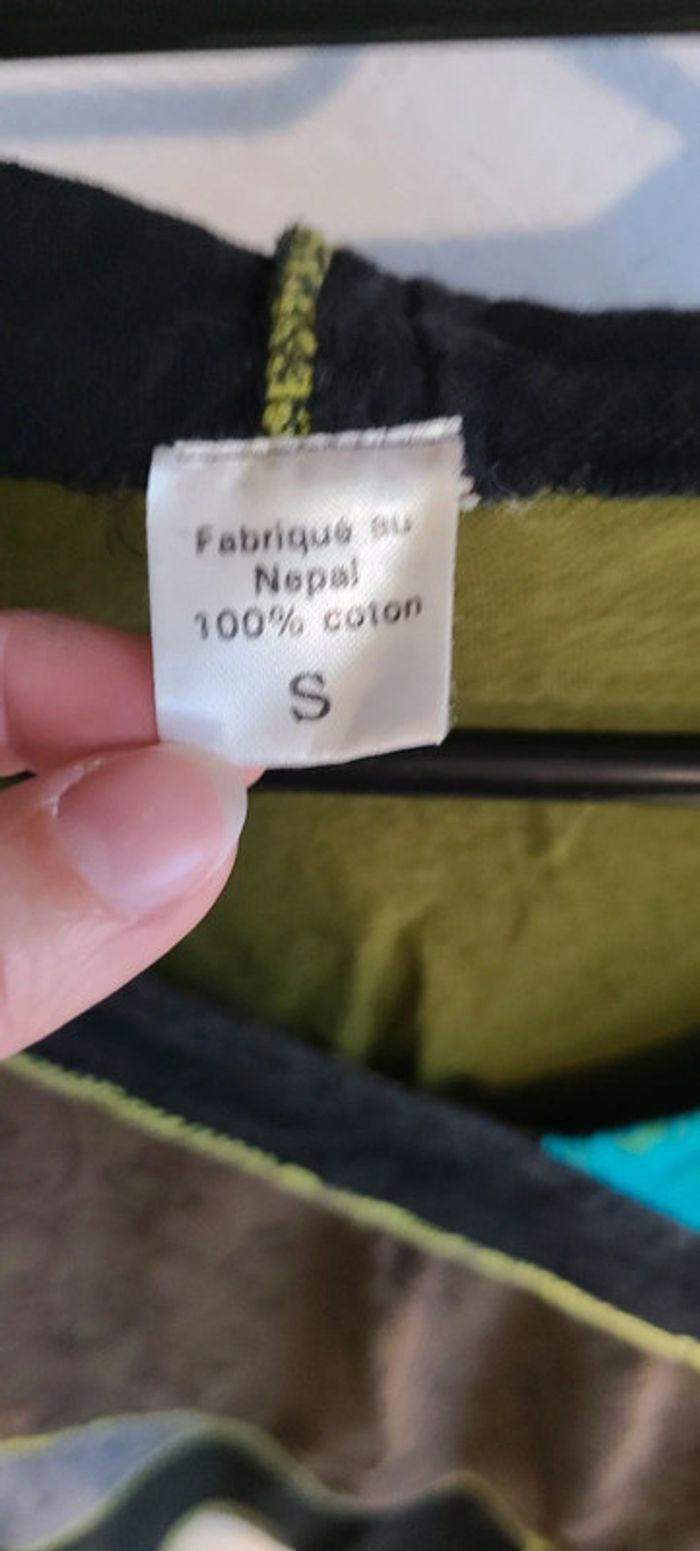 Fabriqué au
Nepal
100% coton
S